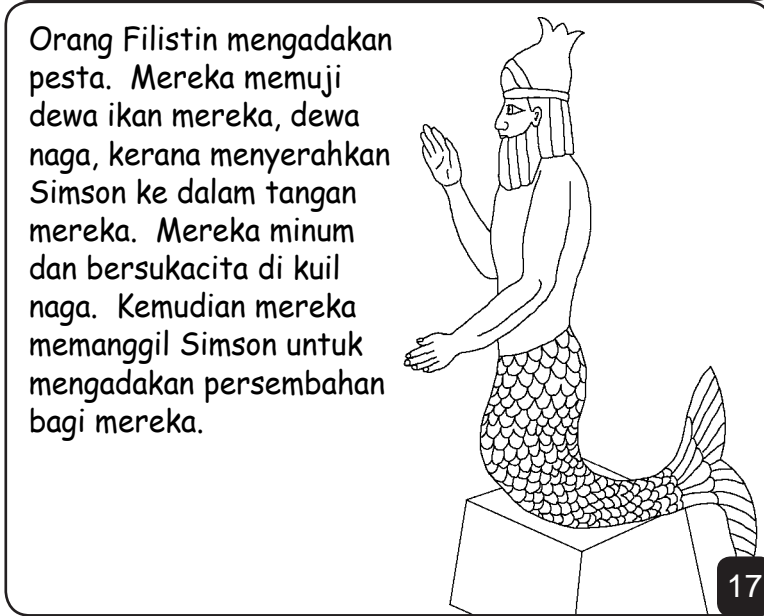 Orang Filistin mengadakan
pesta.  Mereka memuji
dewa ikan mereka, dewa
naga, kerana menyerahkan
Simson ke dalam tangan
mereka.  Mereka minum
dan bersukacita di kuil
naga.  Kemudian mereka
memanggil Simson untuk
mengadakan persembahan
bagi mereka.
17